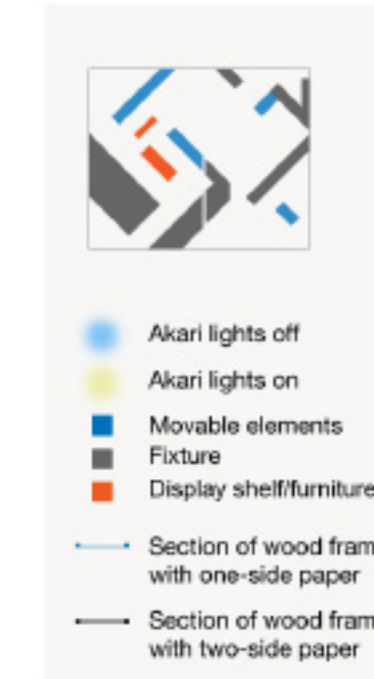 Akari lights off
Akari lights on
Movable elements
Fixture
Display shelf/furniture
Section of wood fram
with one-side paper
Section of wood fram
with two-side paper